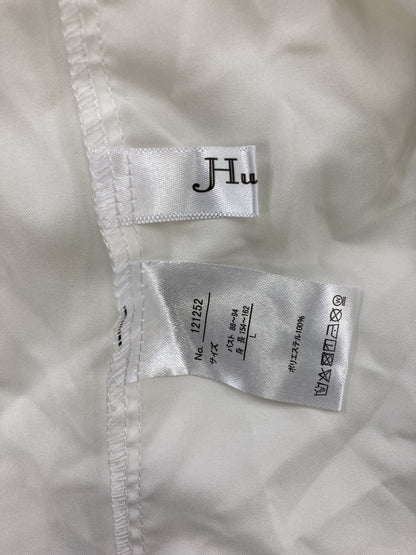 JHu
No. 121252
サイズ
バスト 86~94
身 長 154~162
L
ポリエステル100%